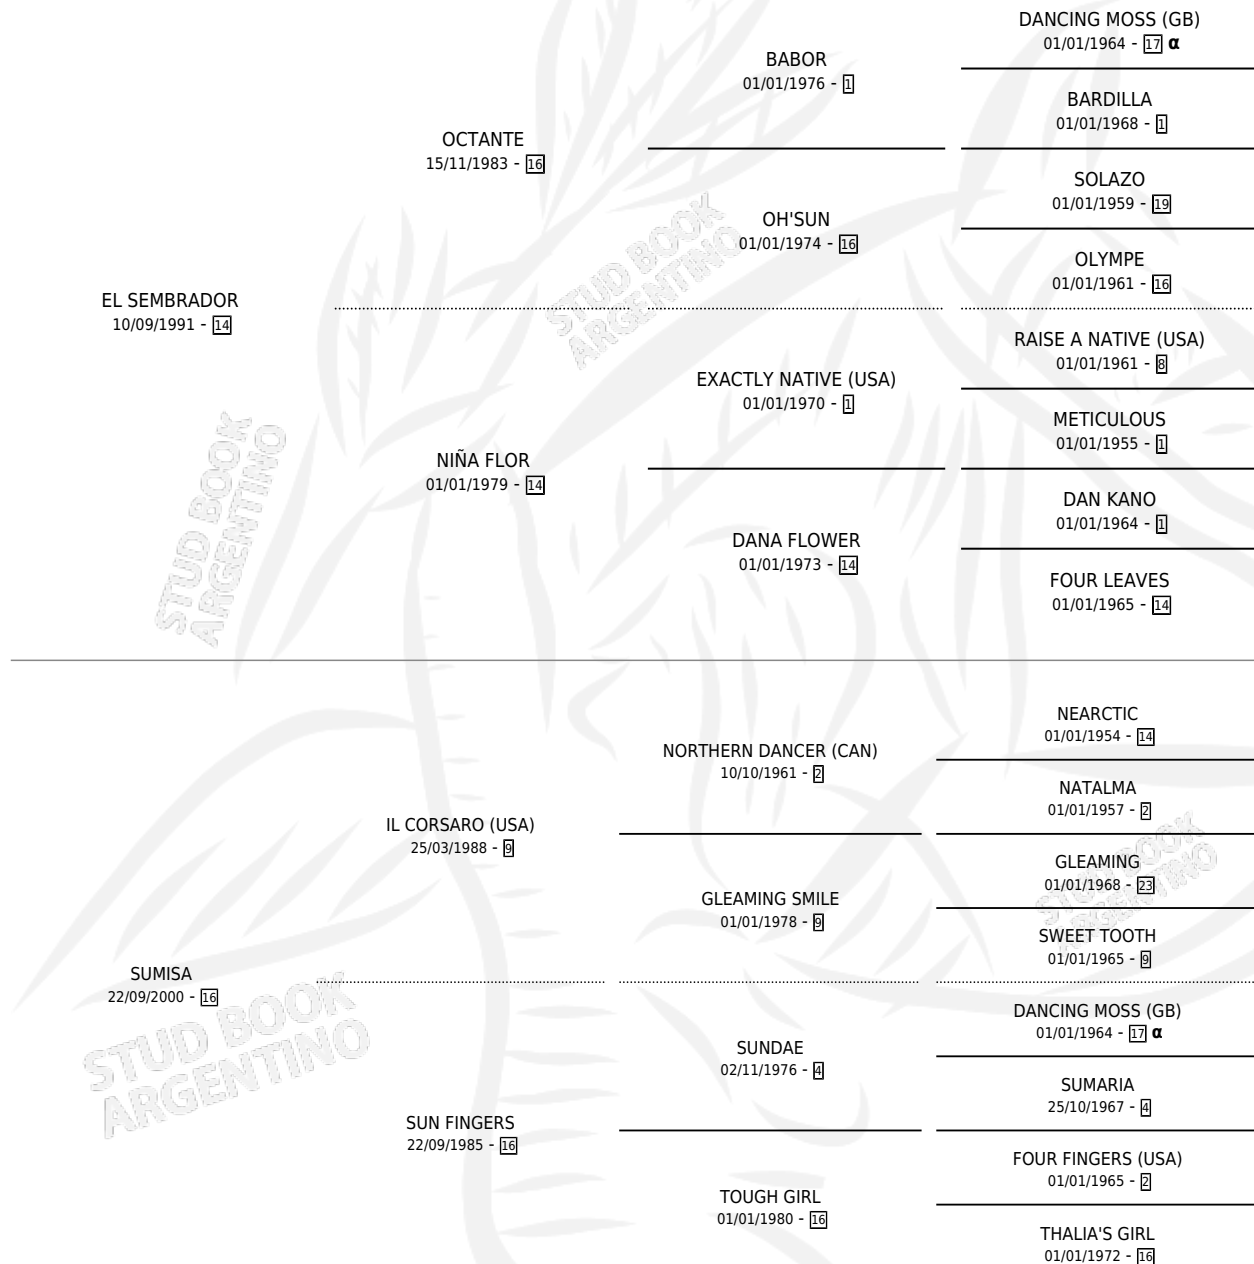 DANCING MOSS (GB)
01/01/1964 - 17 α
BABOR
01/01/1976 - 1
BARDILLA
01/01/1968 - 1
OCTANTE
15/11/1983 - 16
SOLAZO
01/01/1959 - 19
OH'SUN
01/01/1974 - 16
OLYMPE
01/01/1961 - 16
EL SEMBRADOR
10/09/1991 - 14
RAISE A NATIVE (USA)
01/01/1961 - 8
EXACTLY NATIVE (USA)
01/01/1970 - 1
METICULOUS
01/01/1955 - 1
NIÑA FLOR
01/01/1979 - 14
DAN KANO
01/01/1964 - 1
DANA FLOWER
01/01/1973 - 14
FOUR LEAVES
01/01/1965 - 14
STUD BOOK
ARGENTINO
STUD BOOK
ARGENTINO
NEARCTIC
01/01/1954 - 14
NORTHERN DANCER (CAN)
10/10/1961 - 2
NATALMA
01/01/1957 - 2
IL CORSARO (USA)
25/03/1988 - 9
GLEAMING
01/01/1968 - 23
GLEAMING SMILE
01/01/1978 - 9
SWEET TOOTH
01/01/1965 - 9
STUD BOOK
ARGENTINO
SUMISA
22/09/2000 - 16
DANCING MOSS (GB)
01/01/1964 - 17 α
SUNDAE
02/11/1976 - 4
SUMARIA
25/10/1967 - 4
SUN FINGERS
22/09/1985 - 16
FOUR FINGERS (USA)
01/01/1965 - 2
TOUGH GIRL
01/01/1980 - 16
THALIA'S GIRL
01/01/1972 - 16
STUD BOOK
ARGENTINO